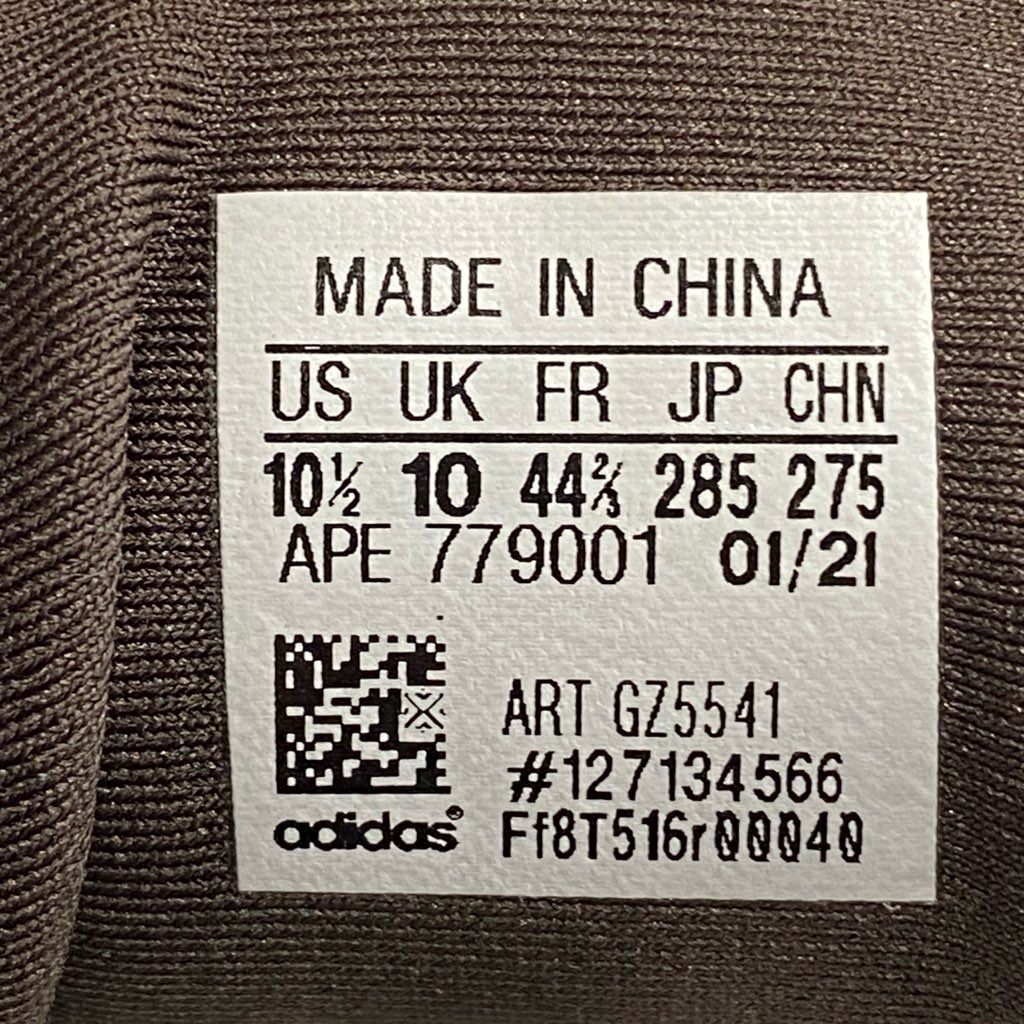 MADE IN CHINA
US UK FR JP CHN
10½ 10 44⅔ 285 275
APE 779001 01/21
ART GZ5541
#127134566
adidas® Ff8T516r00040